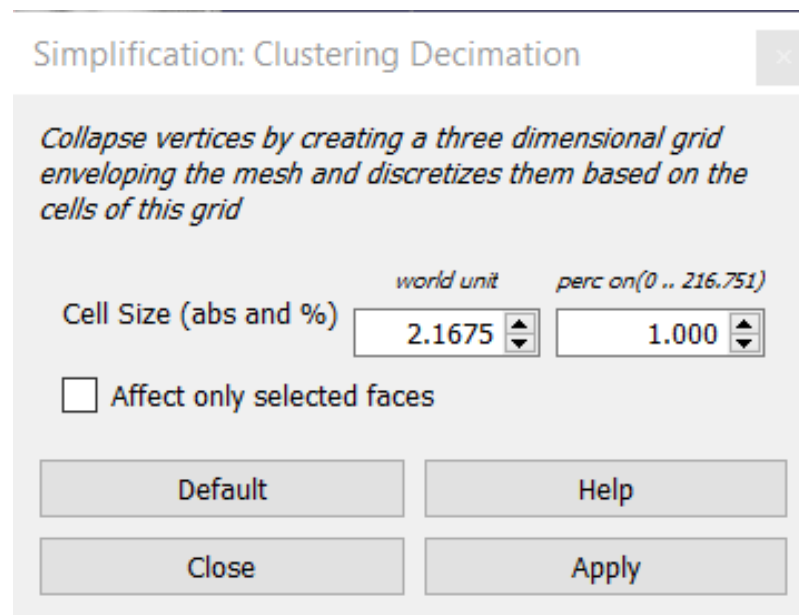 Simplification: Clustering Decimation
Collapse vertices by creating a three dimensional grid
enveloping the mesh and discretizes them based on the
cells of this grid
world unit perc on(0 .. 216.751)
Cell Size (abs and %) 2.1675 1.000
Affect only selected faces
Default Help
Close Apply